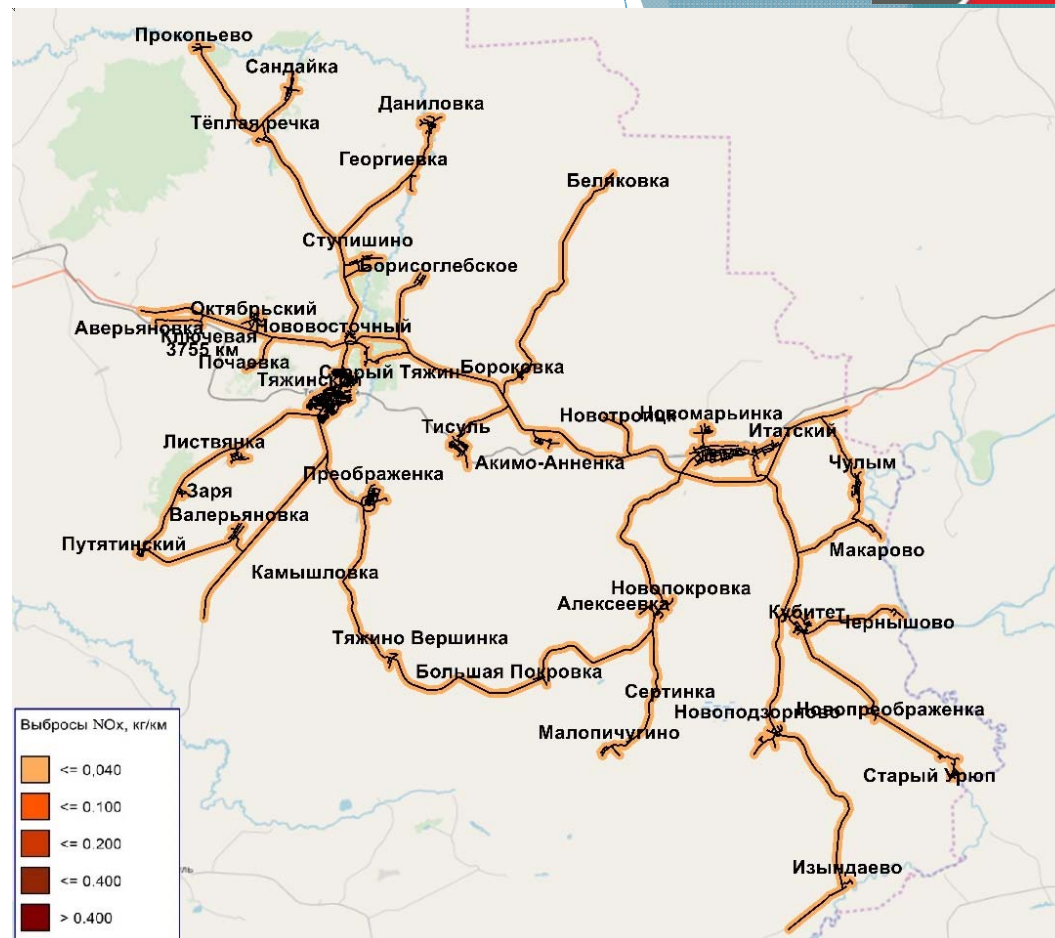 Прокопьево
Сандайка
Даниловка
Тёплая речка
Георгиевка
Беляковка
Ступишино
Борисоглебское
Октябрьский
Аверьяновка
Нововосточный
Ключевая
3755 км
Почаевка
Старый Тяжин
Тяжинский
Бороковка
Новотроицк
Новомарьинка
Тисуль
Итатский
Листвянка
Акимо-Анненка
Чулым
Преображенка
Заря
Валерьяновка
Путятинский
Макарово
Камышловка
Новопокровка
Алексеевка
Кубитет
Чернышово
Тяжино Вершинка
Большая Покровка
Сертинка
Новоподзорново
Новопреображенка
Малопичугино
Старый Урюп
Изындаево
Выбросы NOx, кг/км
<= 0,040
<= 0.100
<= 0.200
<= 0.400
> 0.400